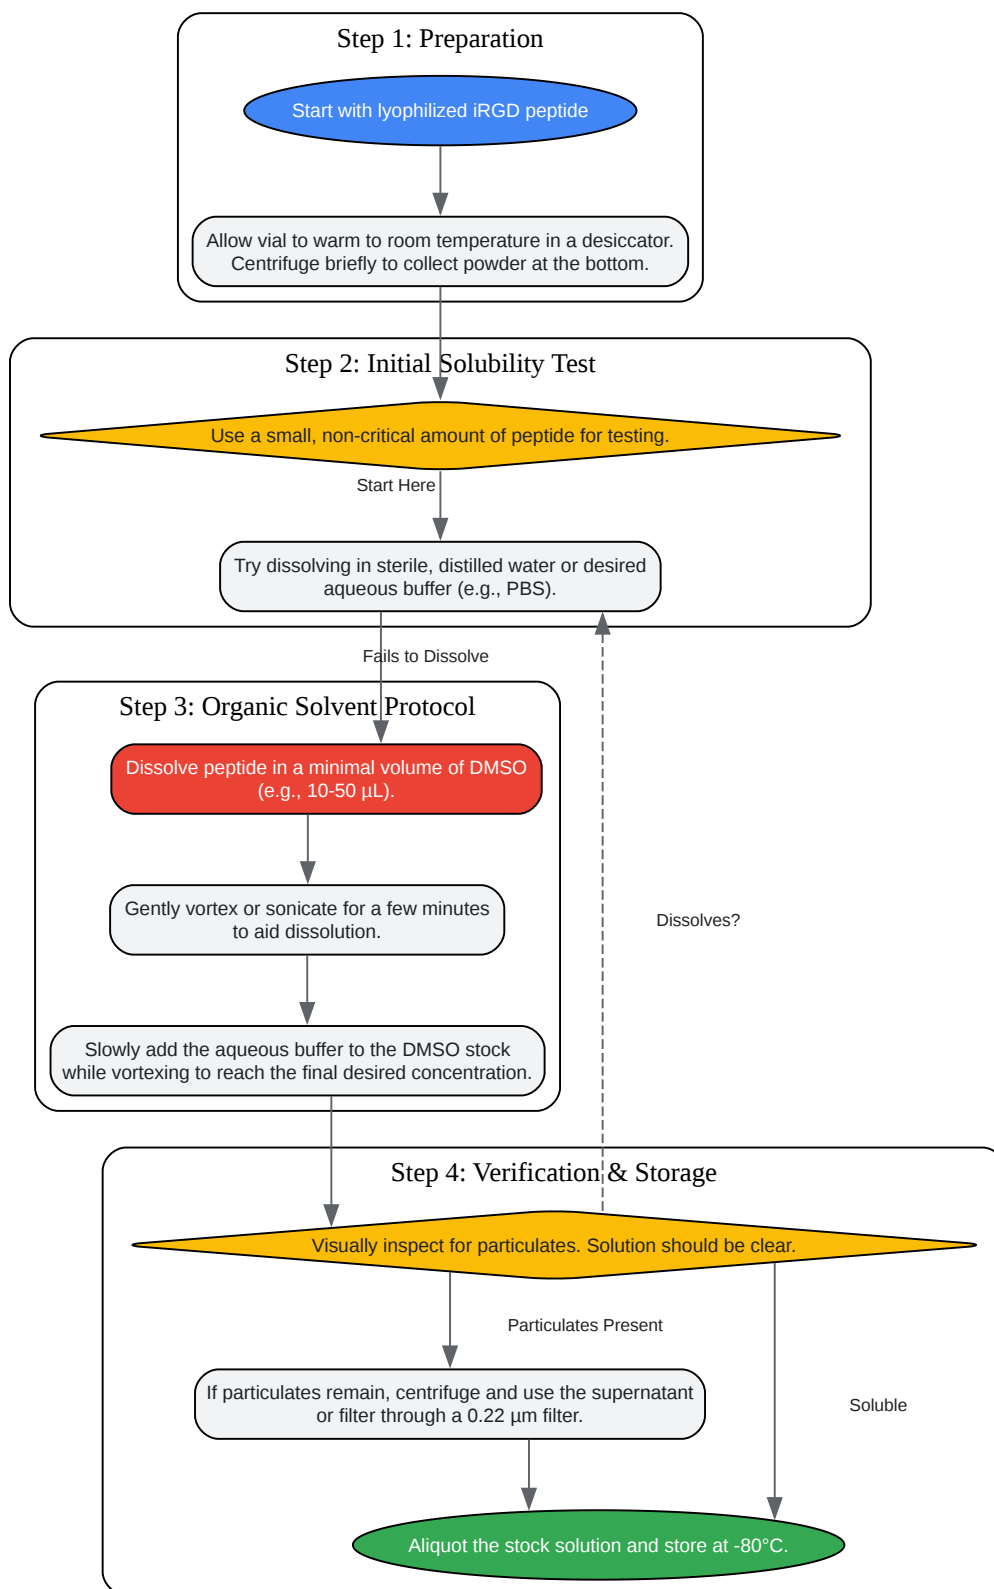 Step 1: Preparation
Start with lyophilized iRGD peptide
Allow vial to warm to room temperature in a desiccator.
Centrifuge briefly to collect powder at the bottom.
Step 2: Initial Solubility Test
Use a small, non-critical amount of peptide for testing.
Start Here
Try dissolving in sterile, distilled water or desired
aqueous buffer (e.g., PBS).
Fails to Dissolve
Step 3: Organic Solvent Protocol
Dissolve peptide in a minimal volume of DMSO
(e.g., 10-50 µL).
Gently vortex or sonicate for a few minutes
to aid dissolution.
Dissolves?
Slowly add the aqueous buffer to the DMSO stock
while vortexing to reach the final desired concentration.
Step 4: Verification & Storage
Visually inspect for particulates. Solution should be clear.
Particulates Present
If particulates remain, centrifuge and use the supernatant
or filter through a 0.22 µm filter.
Soluble
Aliquot the stock solution and store at -80°C.